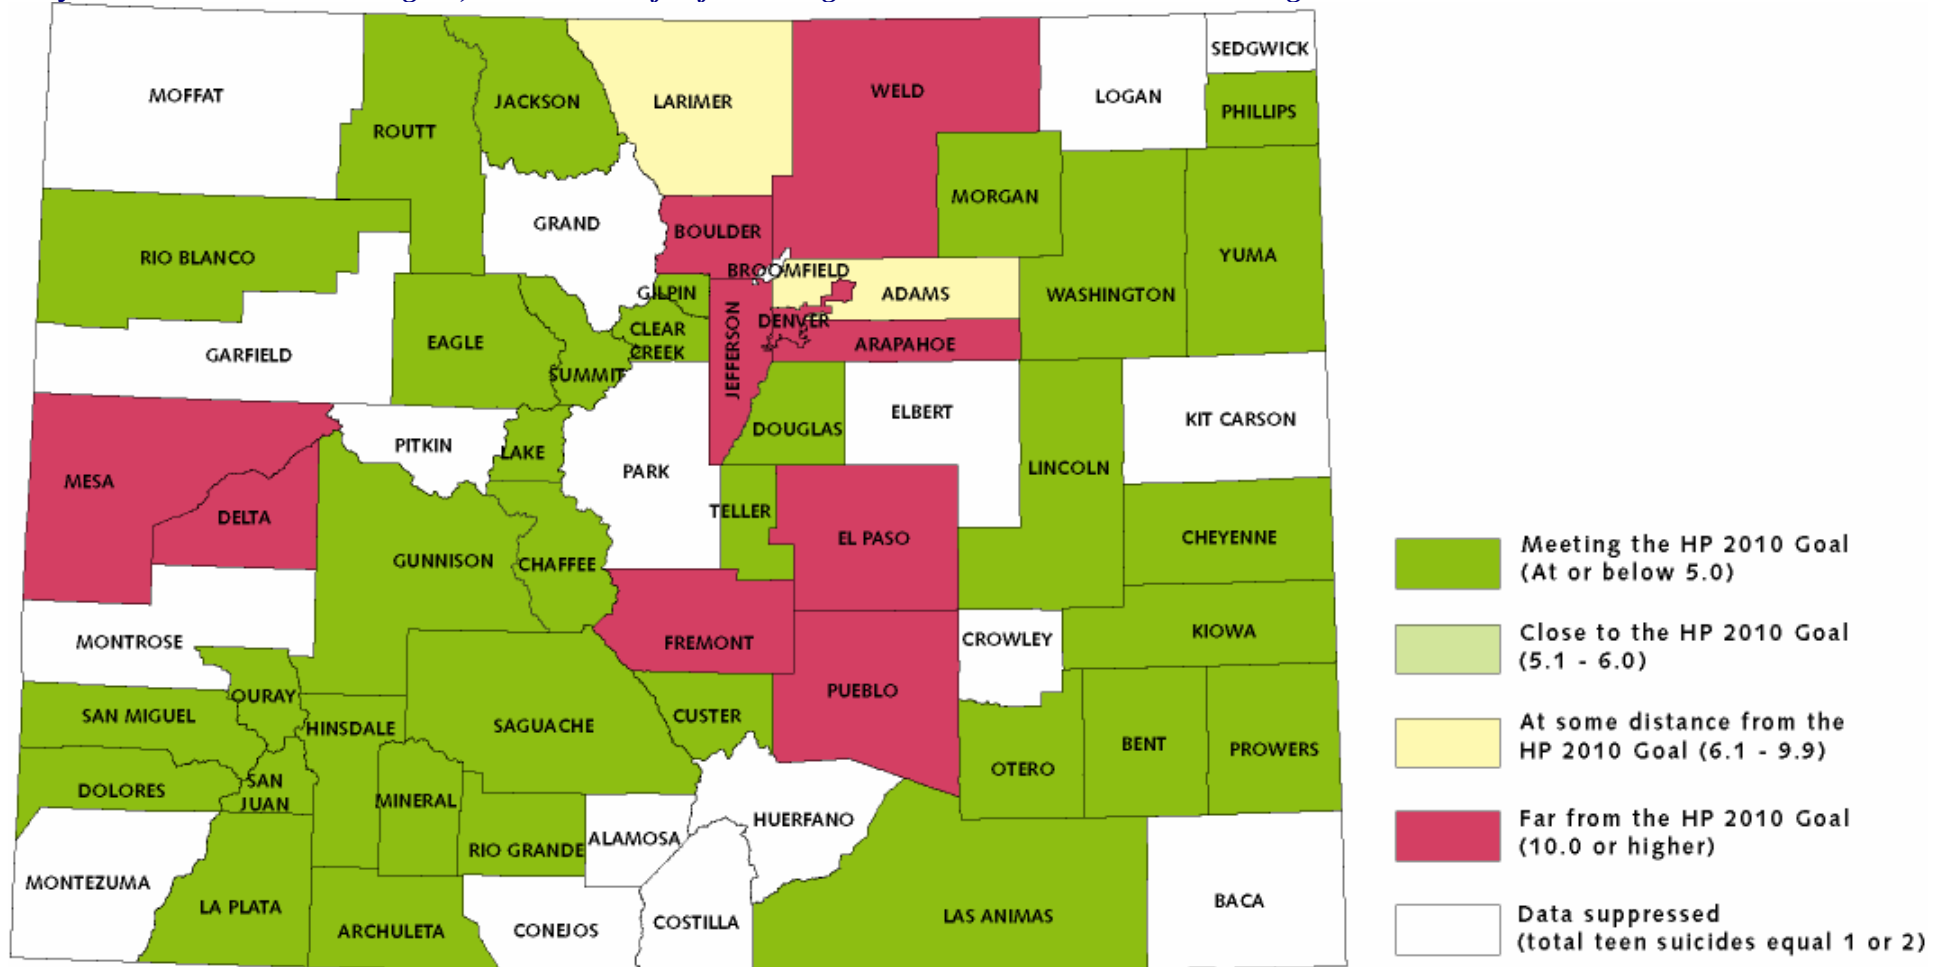 SEDGWICK
MOFFAT
JACKSON
LARIMER
WELD
LOGAN
PHILLIPS
ROUTT
MORGAN
GRAND
BOULDER
RIO BLANCO
YUMA
BROOMFIELD
GILPIN
ADAMS
WASHINGTON
DENVER
CLEAR
CREEK
EAGLE
ARAPAHOE
GARFIELD
JEFFERSON
SUMMIT
ELBERT
KIT CARSON
DOUGLAS
PITKIN
LAKE
PARK
LINCOLN
MESA
TELLER
DELTA
EL PASO
CHEYENNE
GUNNISON
CHAFFEE
KIOWA
MONTROSE
FREMONT
CROWLEY
OURAY
PUEBLO
SAN MIGUEL
HINSDALE
SAGUACHE
CUSTER
BENT
PROWERS
OTERO
DOLORES
SAN
JUAN
MINERAL
HUERFANO
ALAMOSA
RIO GRANDE
MONTEZUMA
LA PLATA
ARCHULETA
CONEJOS
COSTILLA
LAS ANIMAS
BACA
Meeting the HP 2010 Goal
(At or below 5.0)
Close to the HP 2010 Goal
(5.1 - 6.0)
At some distance from the
HP 2010 Goal (6.1 - 9.9)
Far from the HP 2010 Goal
(10.0 or higher)
Data suppressed
(total teen suicides equal 1 or 2)